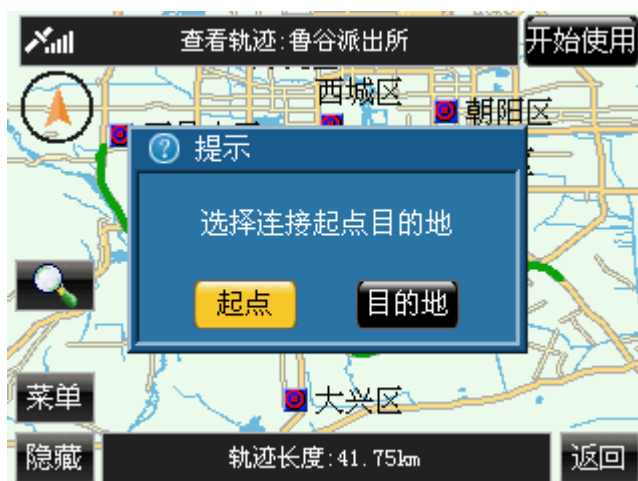 查看轨迹:鲁谷派出所
开始使用
西城区
朝阳区
提示
选择连接起点目的地
起点
目的地
菜单
大兴区
隐藏
轨迹长度:41.75km
返回